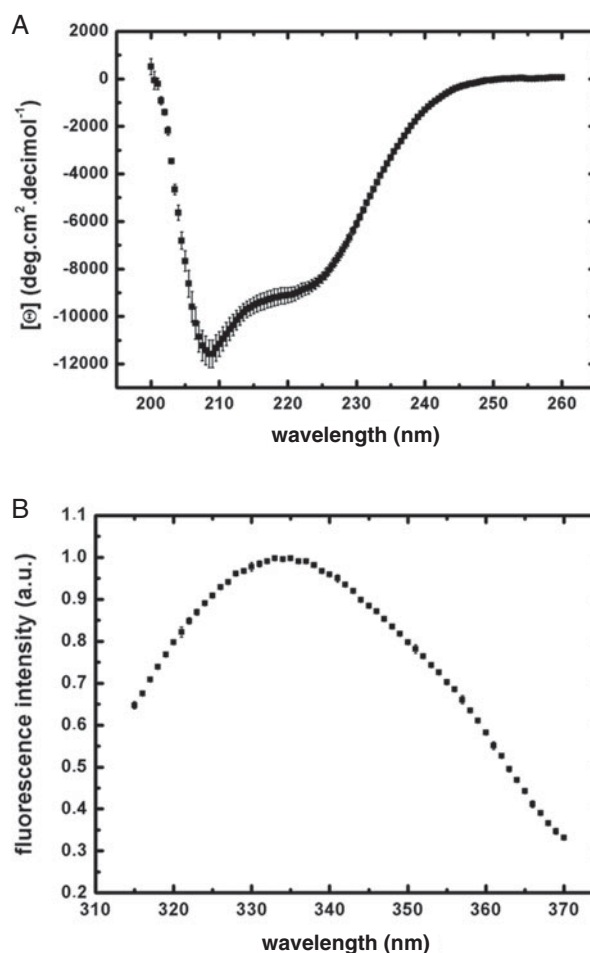 A
2000
0
-2000
-4000
-6000
-8000
-10000
-12000
[Θ] (deg.cm².decimol⁻¹)
200 210 220 230 240 250 260
wavelength (nm)
B
1.1
1.0
0.9
0.8
0.7
0.6
0.5
0.4
0.3
0.2
fluorescence intensity (a.u.)
310 320 330 340 350 360 370
wavelength (nm)